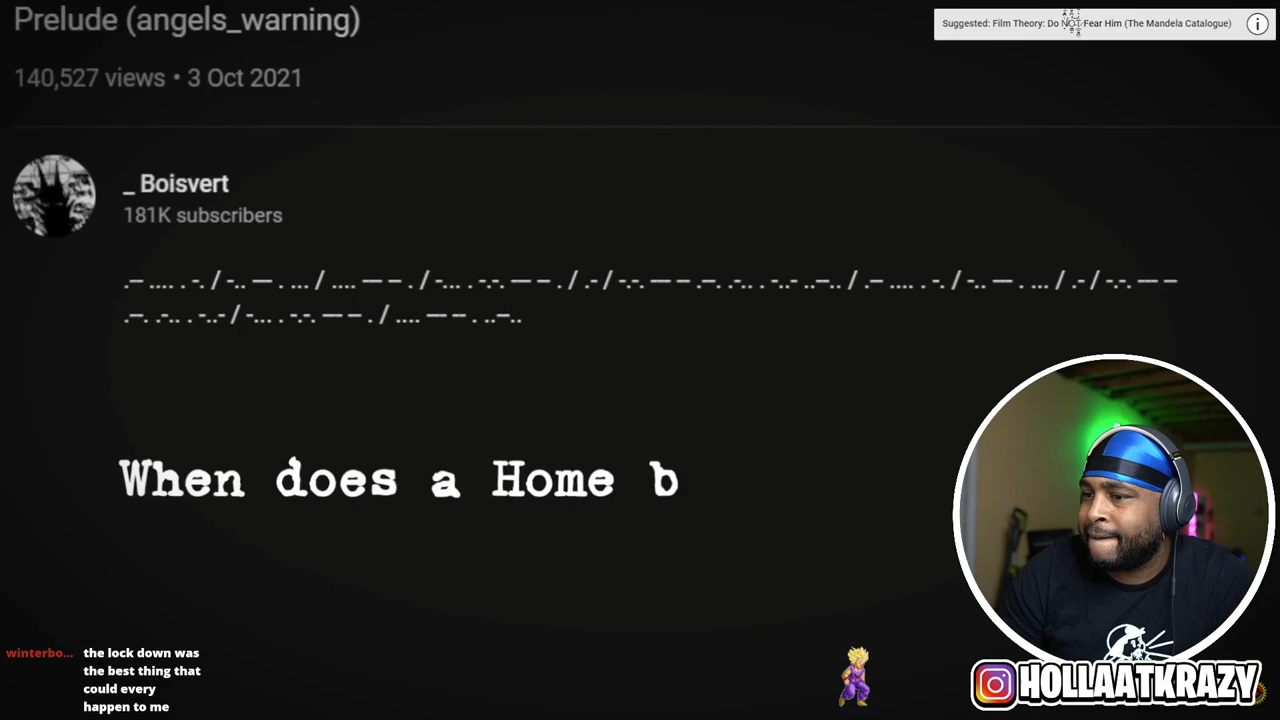 Prelude (angels_warning)
Suggested: Film Theory: Do NOT Fear Him (The Mandela Catalogue)
140,527 views • 3 Oct 2021
_ Boisvert
181K subscribers
.– .... . -. / -.. — . ... / .... — – . / -... . -.-. — – . / .- / -.-. — – .–. .-.. . -..- ..–.. / .– .... . -. / -.. — . ... / .- / -.-. — –
.–. .-.. . -..- / -... . -.-. — – . / .... — – . ..–..
When does a Home b
winterbo... the lock down was
the best thing that
could every
happen to me
HOLLAATKRAZY